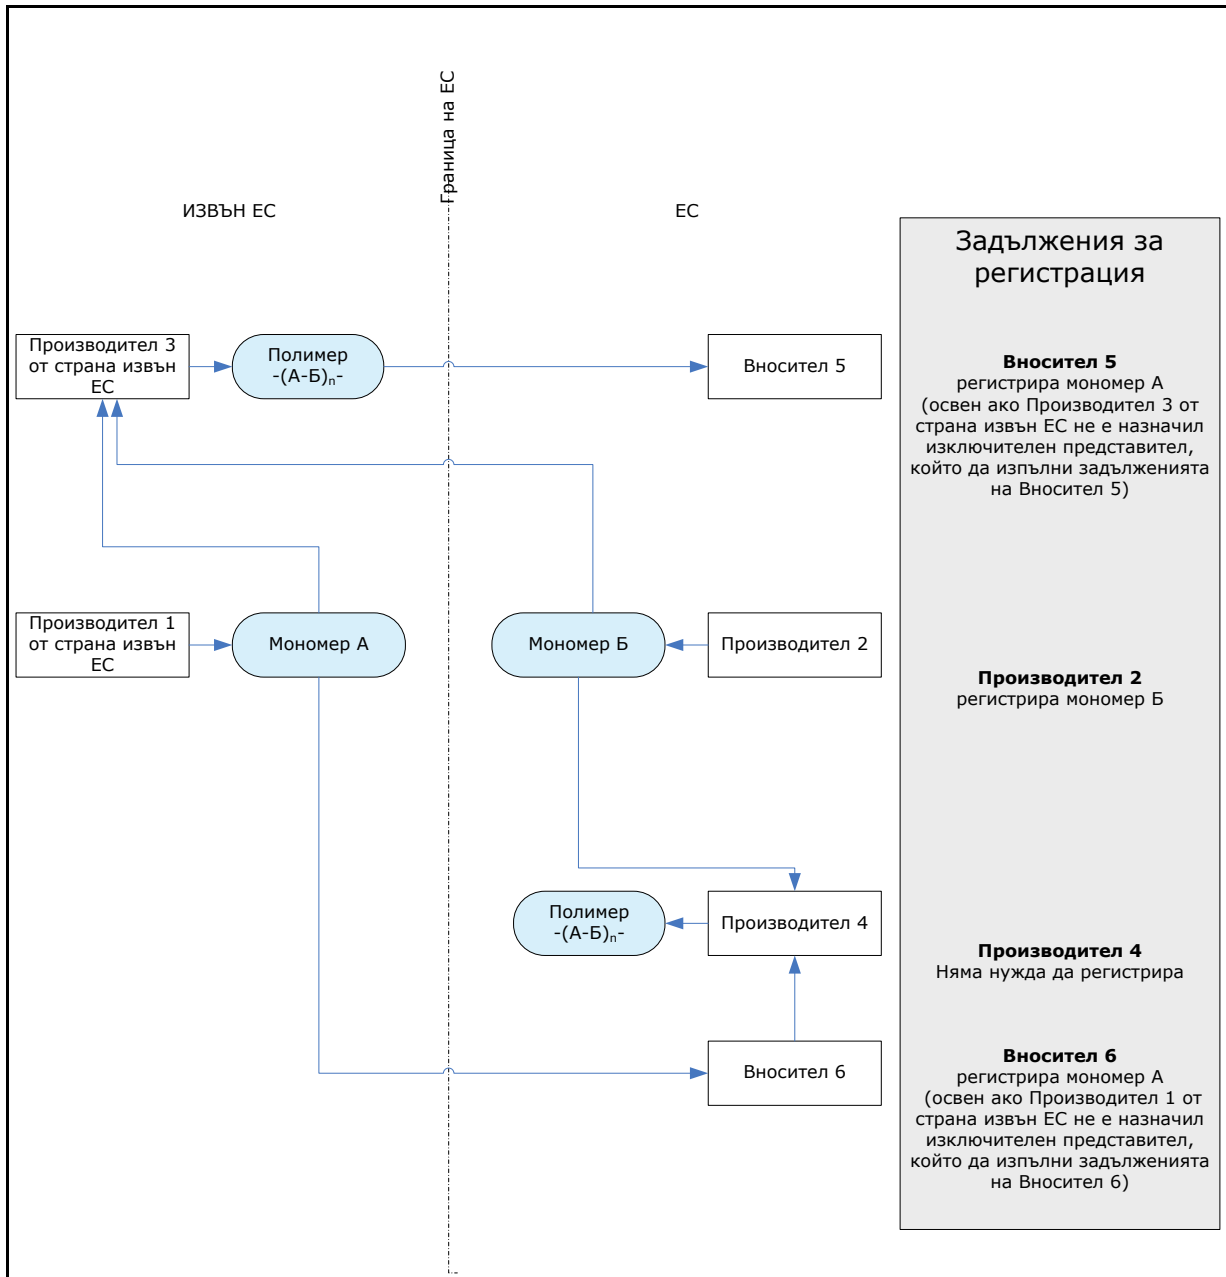 Граница на ЕС
ИЗВЪН ЕС
ЕС
Задължения за
регистрация
Производител 3
от страна извън
ЕС
Полимер
-(А-Б)n-
Вносител 5
Вносител 5
регистрира мономер А
(освен ако Производител 3 от
страна извън ЕС не е назначил
изключителен представител,
който да изпълни задълженията
на Вносител 5)
Производител 1
от страна извън
ЕС
Мономер А
Мономер Б
Производител 2
Производител 2
регистрира мономер Б
Полимер
-(А-Б)n-
Производител 4
Производител 4
Няма нужда да регистрира
Вносител 6
Вносител 6
регистрира мономер А
(освен ако Производител 1 от
страна извън ЕС не е назначил
изключителен представител,
който да изпълни задълженията
на Вносител 6)